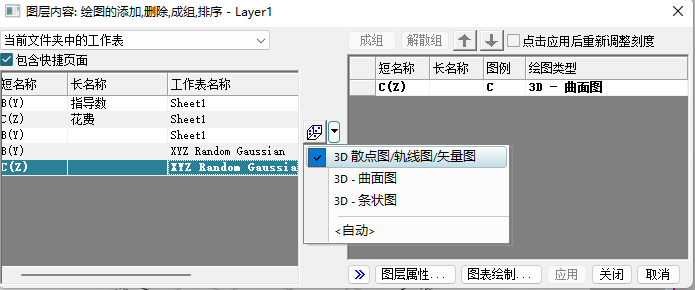 图层内容: 绘图的添加,删除,成组,排序 - Layer1
当前文件夹中的工作表
包含快捷页面
短名称 长名称 工作表名称
B(Y) 指导数 Sheet1
C(Z) 花费 Sheet1
B(Y) Sheet1
B(Y) XYZ Random Gaussian
C(Z) XYZ Random Gaussia
成组 解散组 点击应用后重新调整刻度
短名称 长名称 图例 绘图类型
C(Z) C 3D - 曲面图
3D 散点图/轨线图/矢量图
3D - 曲面图
3D - 条状图
<自动>
图层属性... 图表绘制... 应用 关闭 取消